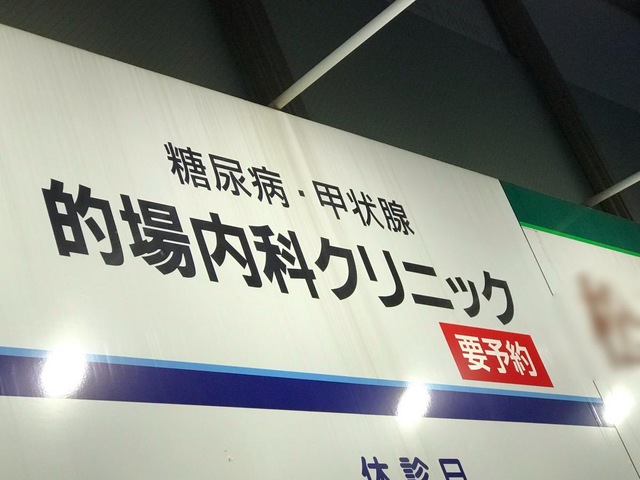 糖尿病・甲状腺
的場内科クリニック
要予約
休診日